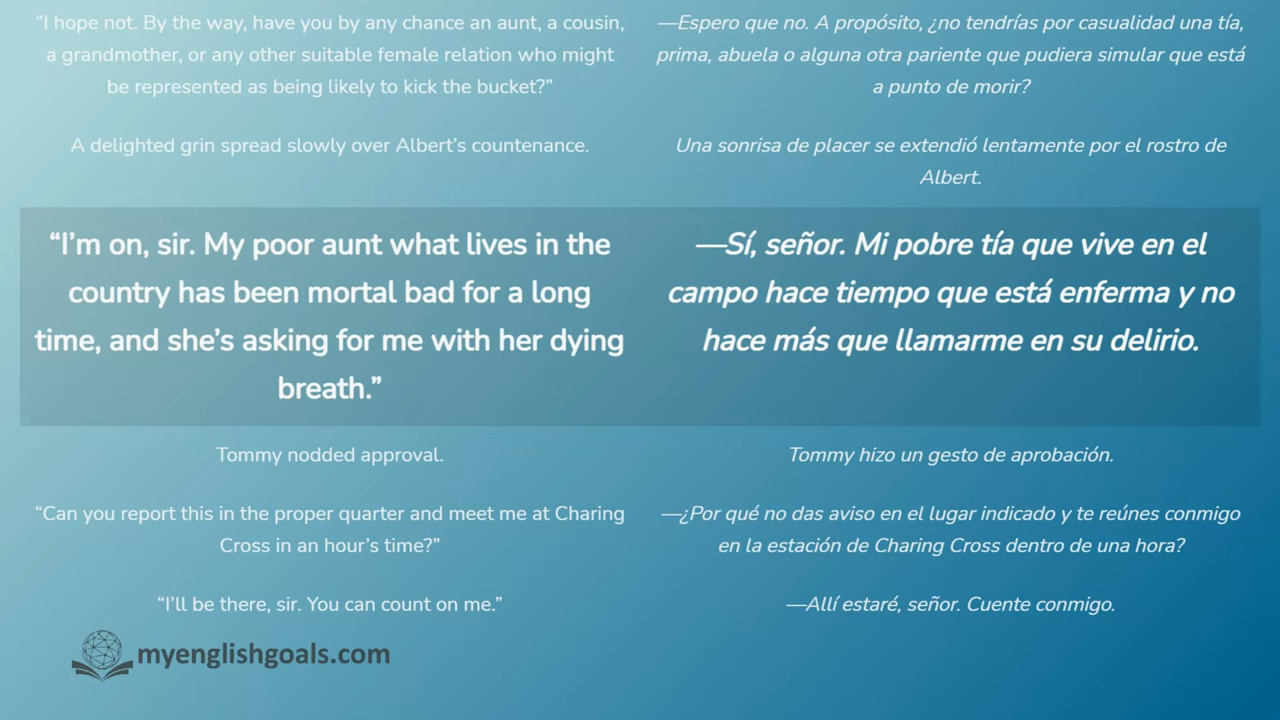 “I hope not. By the way, have you by any chance an aunt, a cousin,
a grandmother, or any other suitable female relation who might
be represented as being likely to kick the bucket?”
—Espero que no. A propósito, ¿no tendrías por casualidad una tía,
prima, abuela o alguna otra pariente que pudiera simular que está
a punto de morir?
A delighted grin spread slowly over Albert’s countenance.
Una sonrisa de placer se extendió lentamente por el rostro de
Albert.
“I’m on, sir. My poor aunt what lives in the
country has been mortal bad for a long
time, and she’s asking for me with her dying
breath.”
—Sí, señor. Mi pobre tía que vive en el
campo hace tiempo que está enferma y no
hace más que llamarme en su delirio.
Tommy nodded approval.
Tommy hizo un gesto de aprobación.
“Can you report this in the proper quarter and meet me at Charing
Cross in an hour’s time?”
—¿Por qué no das aviso en el lugar indicado y te reúnes conmigo
en la estación de Charing Cross dentro de una hora?
“I’ll be there, sir. You can count on me.”
—Allí estaré, señor. Cuente conmigo.
myenglishgoals.com